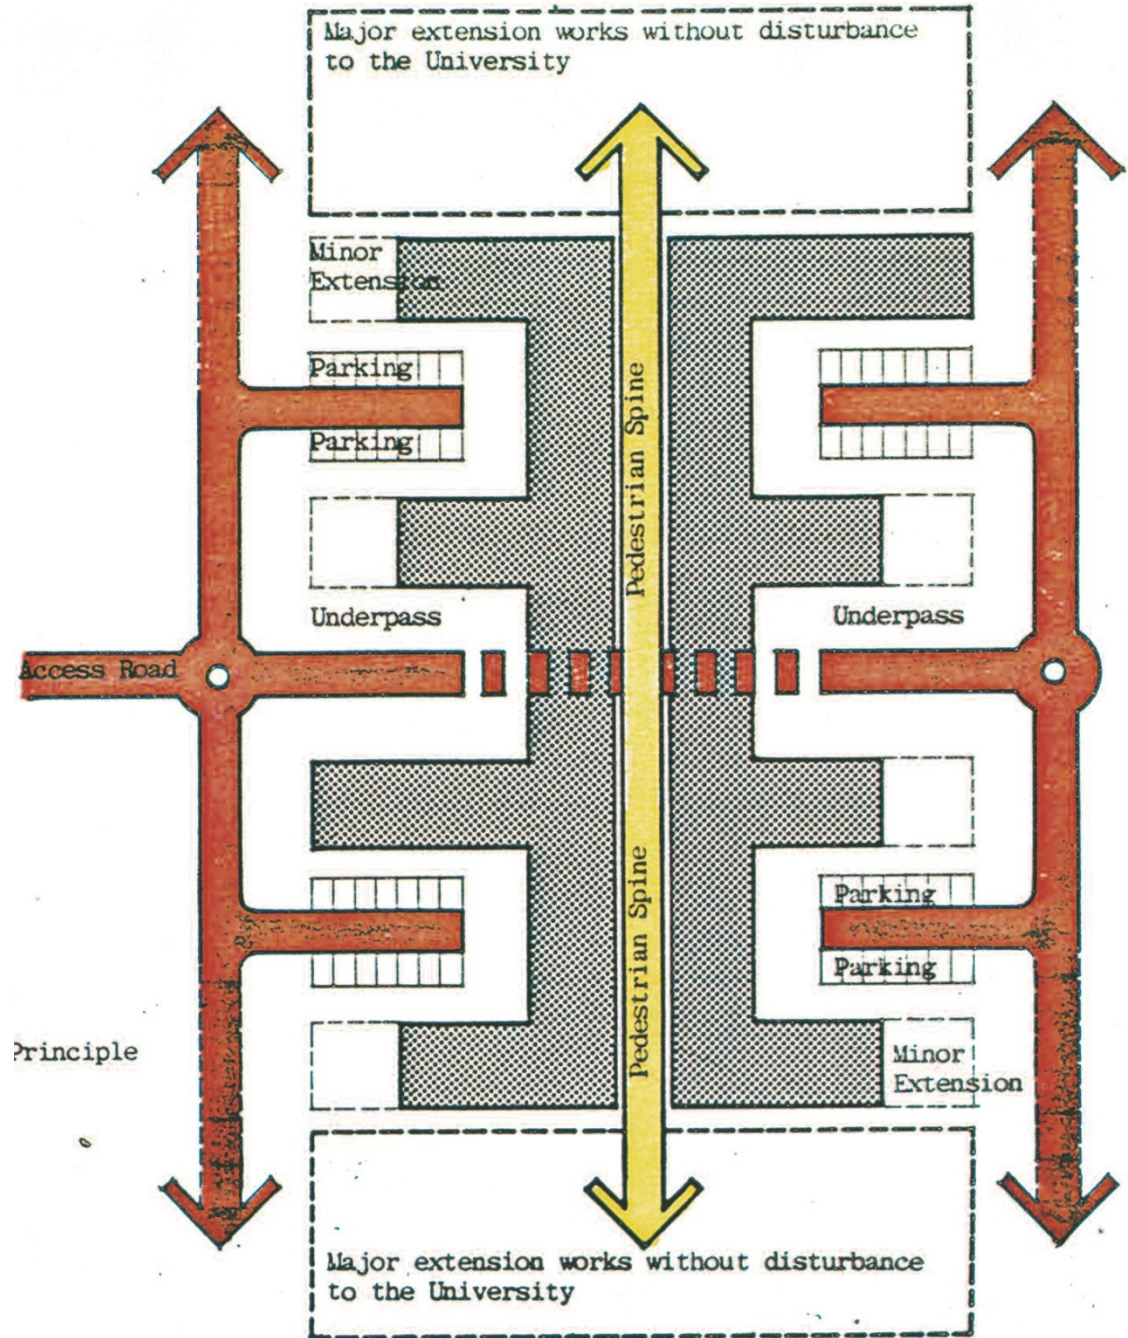 Major extension works without disturbance
to the University
Minor
Extension
Parking
Parking
Pedestrian Spine
Underpass
Underpass
Access Road
Pedestrian Spine
Parking
Parking
Principle
Minor
Extension
Major extension works without disturbance
to the University